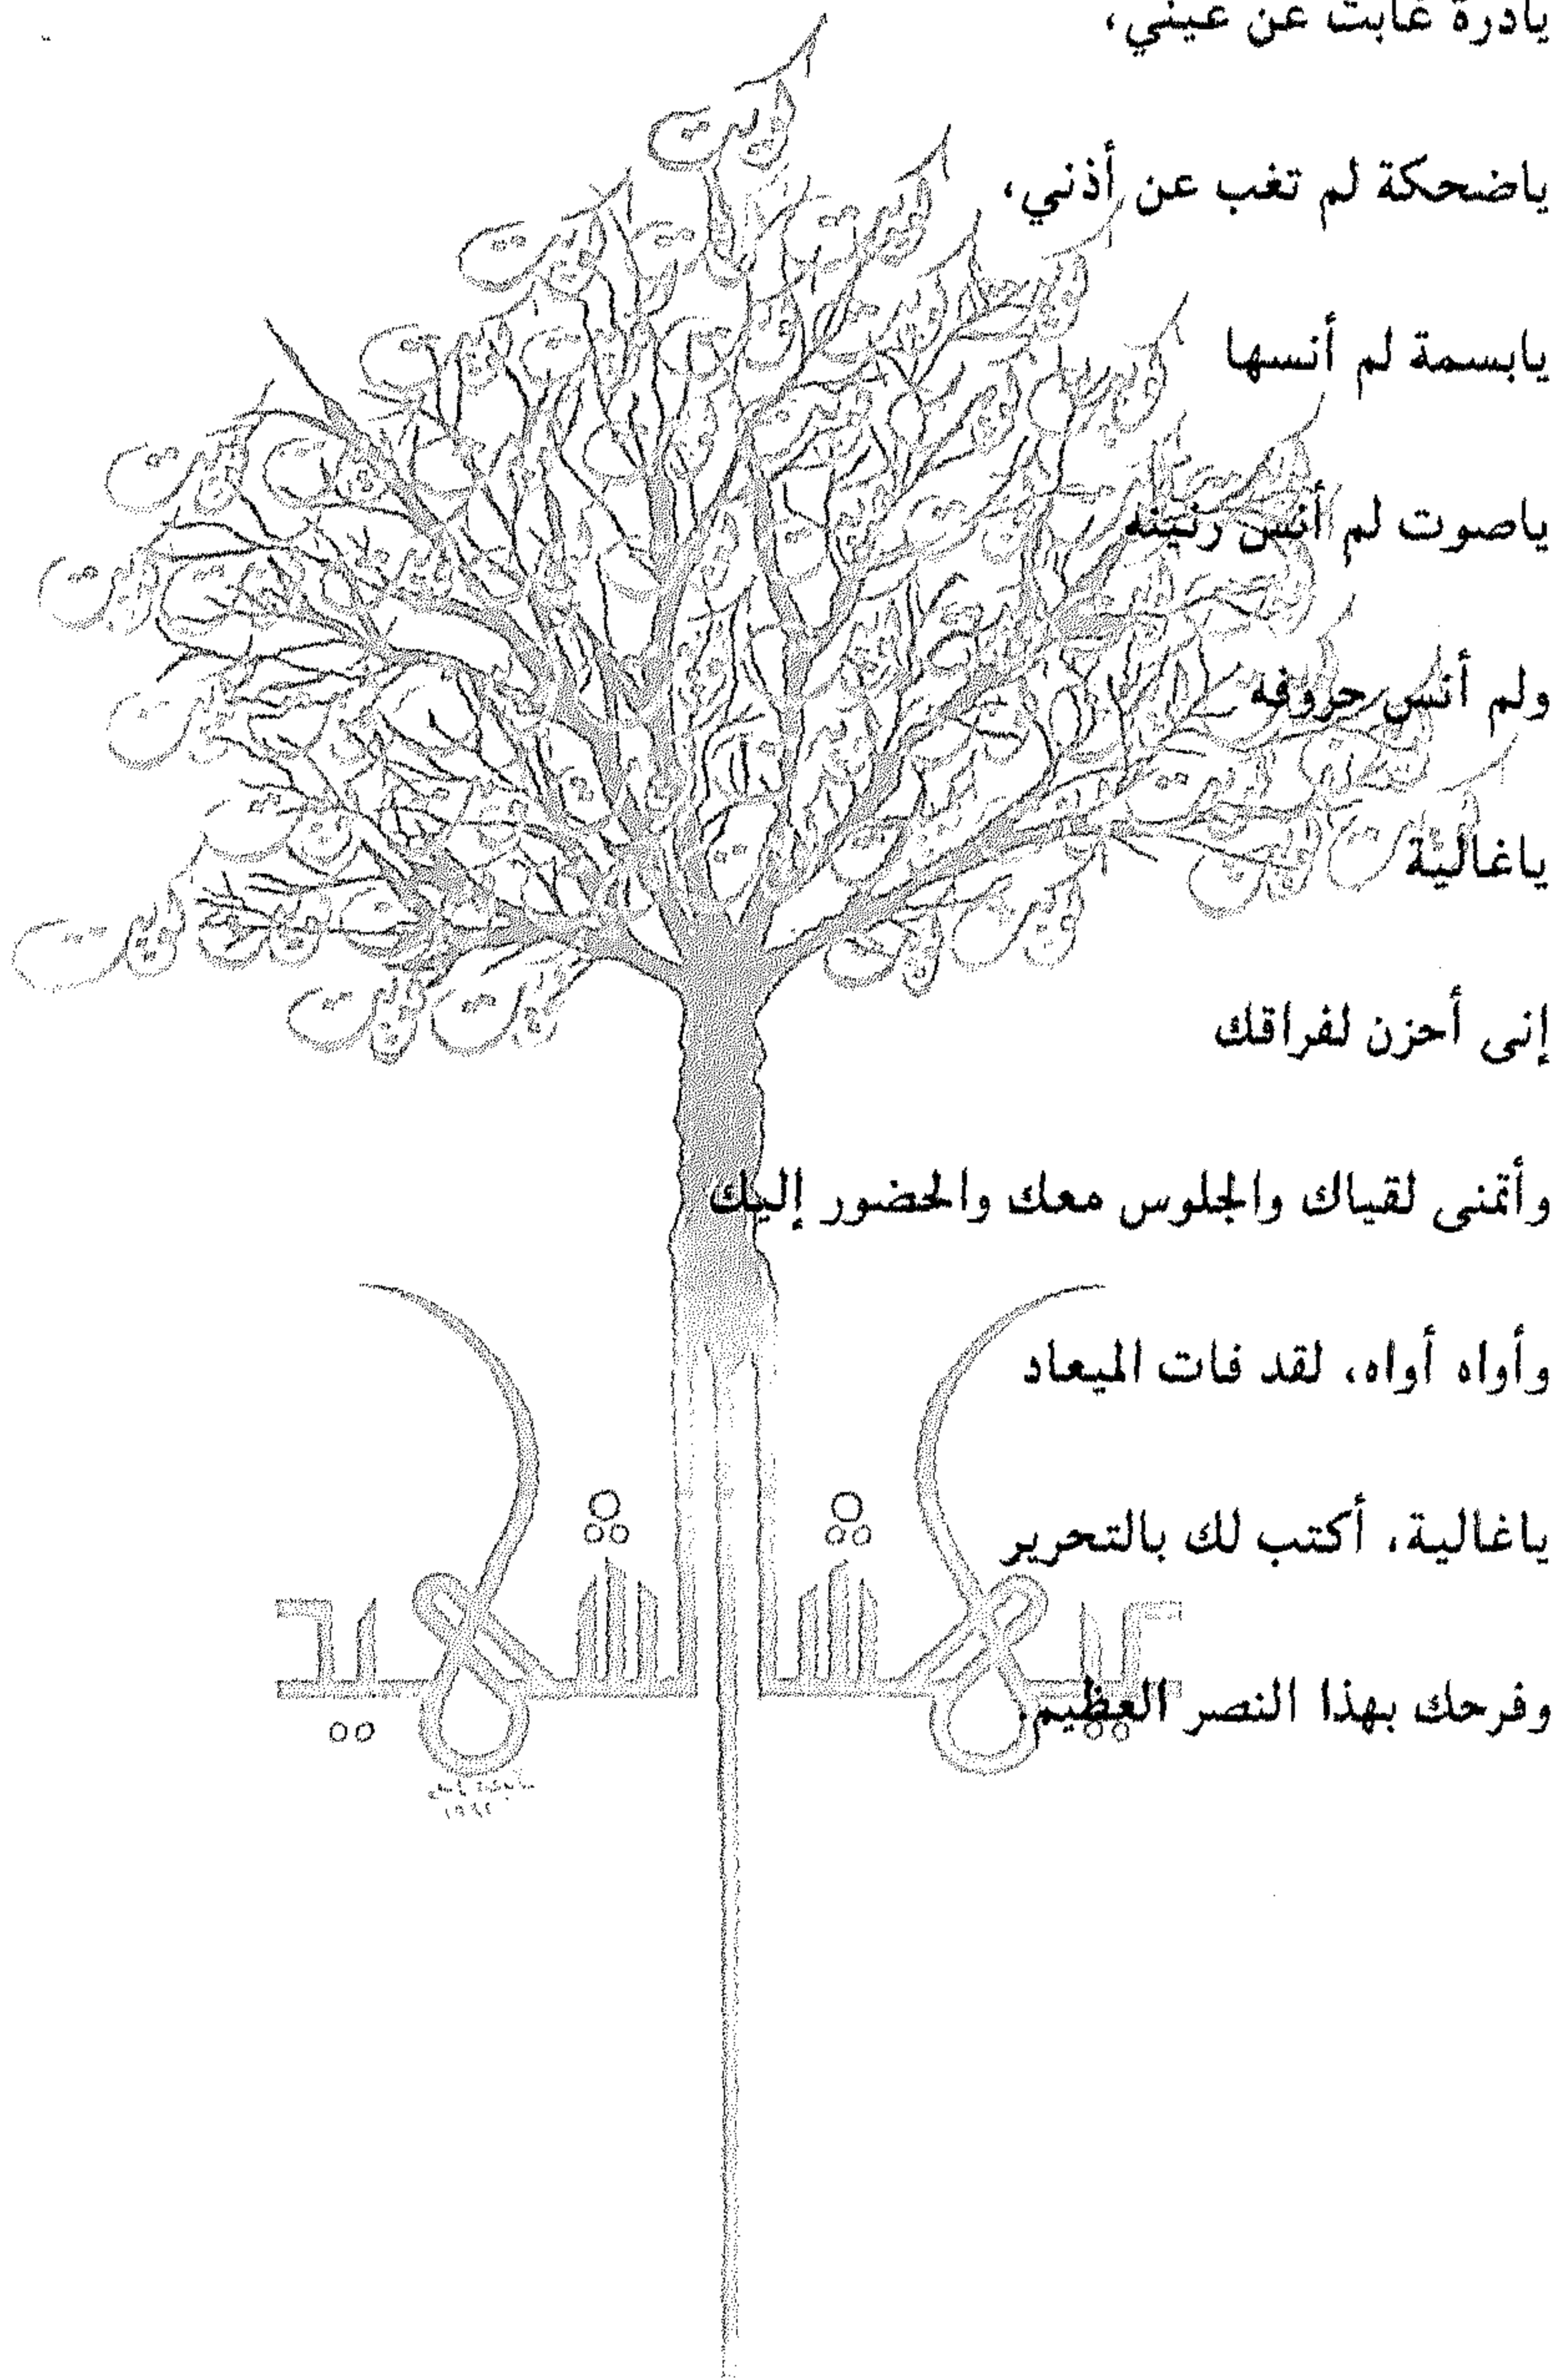 يادرة غابت عن عيني،
ياضحكة لم تغب عن أذني،
يابسمة لم أنسها
ياصوت لم أنس رنينه
ولم أنس حروفه
ياغالية
إنى أحزن لفراقك
وأتمنى لقياك والجلوس معك والحضور إليك
وأواه أواه، لقد فات الميعاد
ياغالية، أكتب لك بالتحرير
وفرحك بهذا النصر العظيم.